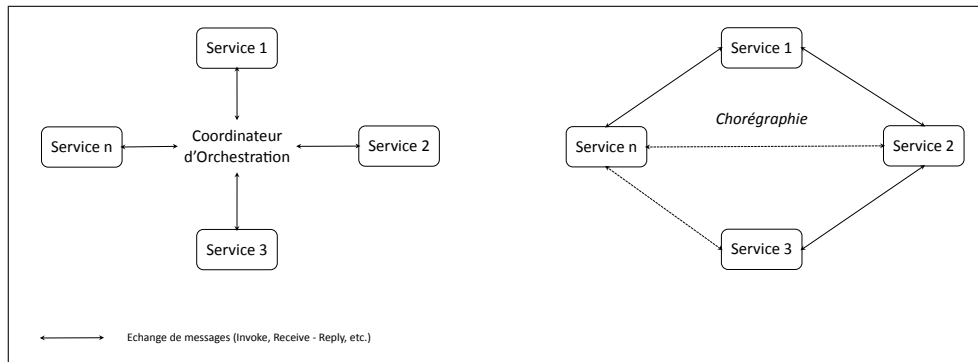 Service 1
Service n
Coordinateur
d'Orchestration
Service 2
Service 3
Service 1
Chorégraphie
Service n
Service 2
Service 3
Echange de messages (Invoke, Receive - Reply, etc.)